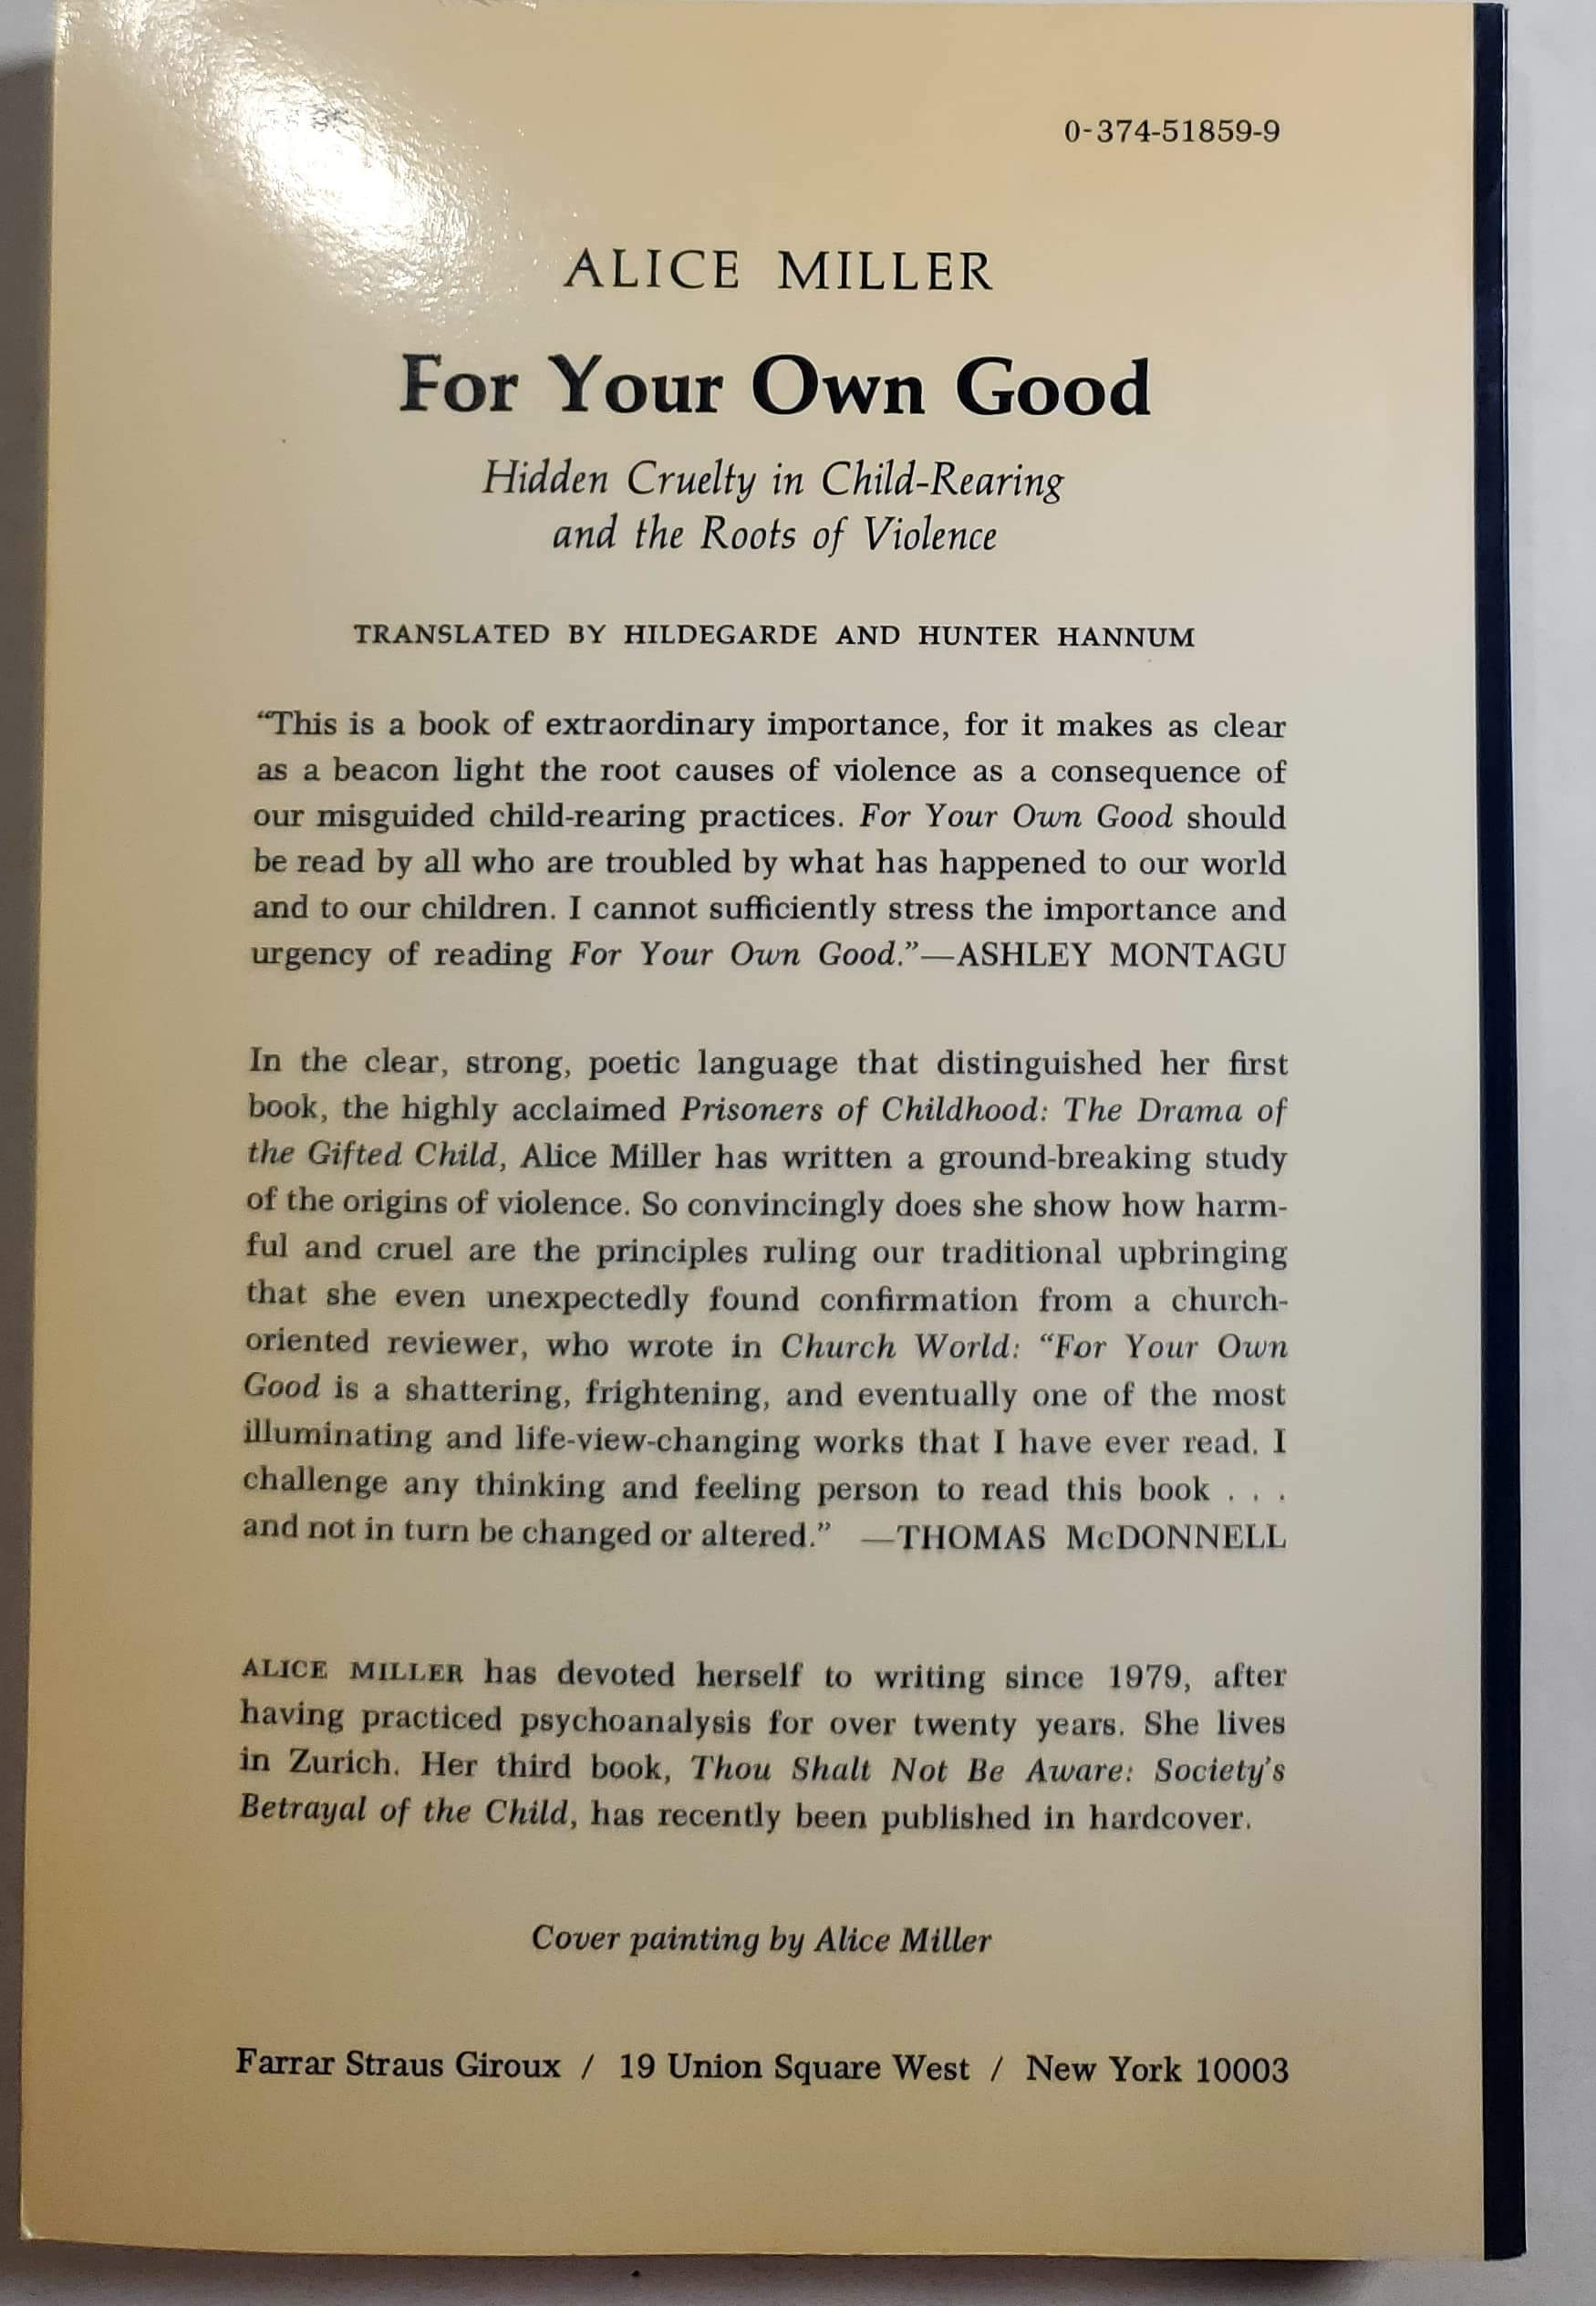 0-374-51859-9
ALICE MILLER
For Your Own Good
Hidden Cruelty in Child-Rearing
and the Roots of Violence
TRANSLATED BY HILDEGARDE AND HUNTER HANNUM
“This is a book of extraordinary importance, for it makes as clear
as a beacon light the root causes of violence as a consequence of
our misguided child-rearing practices. For Your Own Good should
be read by all who are troubled by what has happened to our world
and to our children. I cannot sufficiently stress the importance and
urgency of reading For Your Own Good.”—ASHLEY MONTAGU
In the clear, strong, poetic language that distinguished her first
book, the highly acclaimed Prisoners of Childhood: The Drama of
the Gifted Child, Alice Miller has written a ground-breaking study
of the origins of violence. So convincingly does she show how harm-
ful and cruel are the principles ruling our traditional upbringing
that she even unexpectedly found confirmation from a church-
oriented reviewer, who wrote in Church World: “For Your Own
Good is a shattering, frightening, and eventually one of the most
illuminating and life-view-changing works that I have ever read. I
challenge any thinking and feeling person to read this book . . .
and not in turn be changed or altered.” —THOMAS McDONNELL
ALICE MILLER has devoted herself to writing since 1979, after
having practiced psychoanalysis for over twenty years. She lives
in Zurich. Her third book, Thou Shalt Not Be Aware: Society's
Betrayal of the Child, has recently been published in hardcover.
Cover painting by Alice Miller
Farrar Straus Giroux / 19 Union Square West / New York 10003